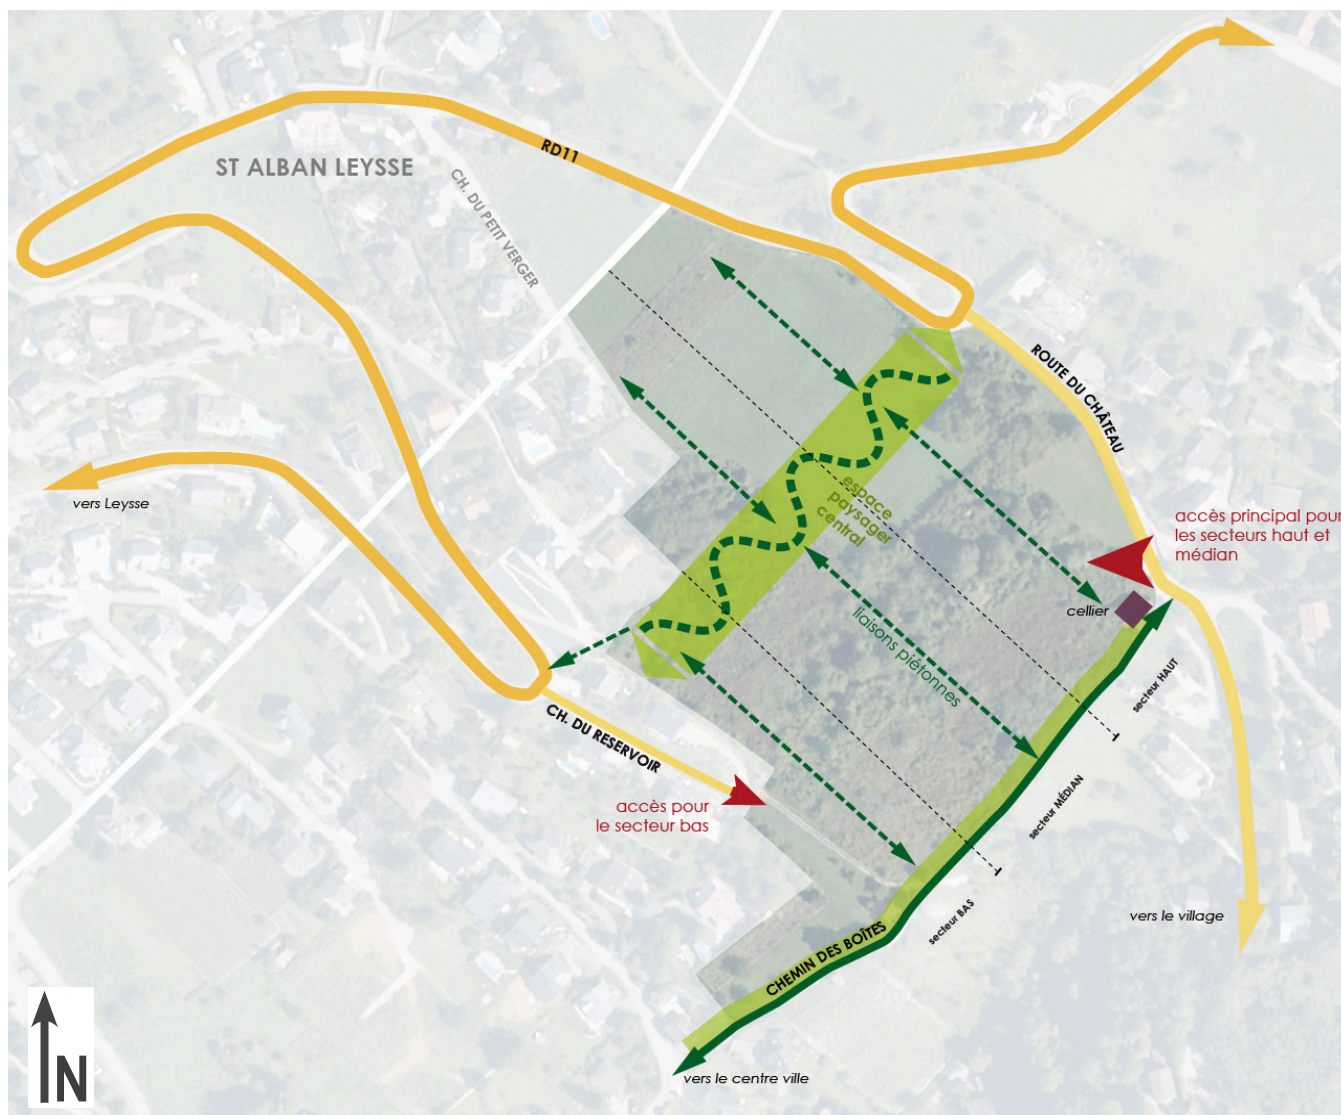 RD11
ST ALBAN LEYSSE
CH. DU PETIT VERGER
ROUTE DU CHÂTEAU
vers Leysse
espace
paysager
central
accès principal pour
les secteurs haut et
médian
cellier
liaisons piétonnes
secteur HAUT
CH. DU RESERVOIR
accès pour
le secteur bas
secteur MÉDIAN
secteur BAS
vers le village
CHEMIN DES BOÎTES
vers le centre ville
N